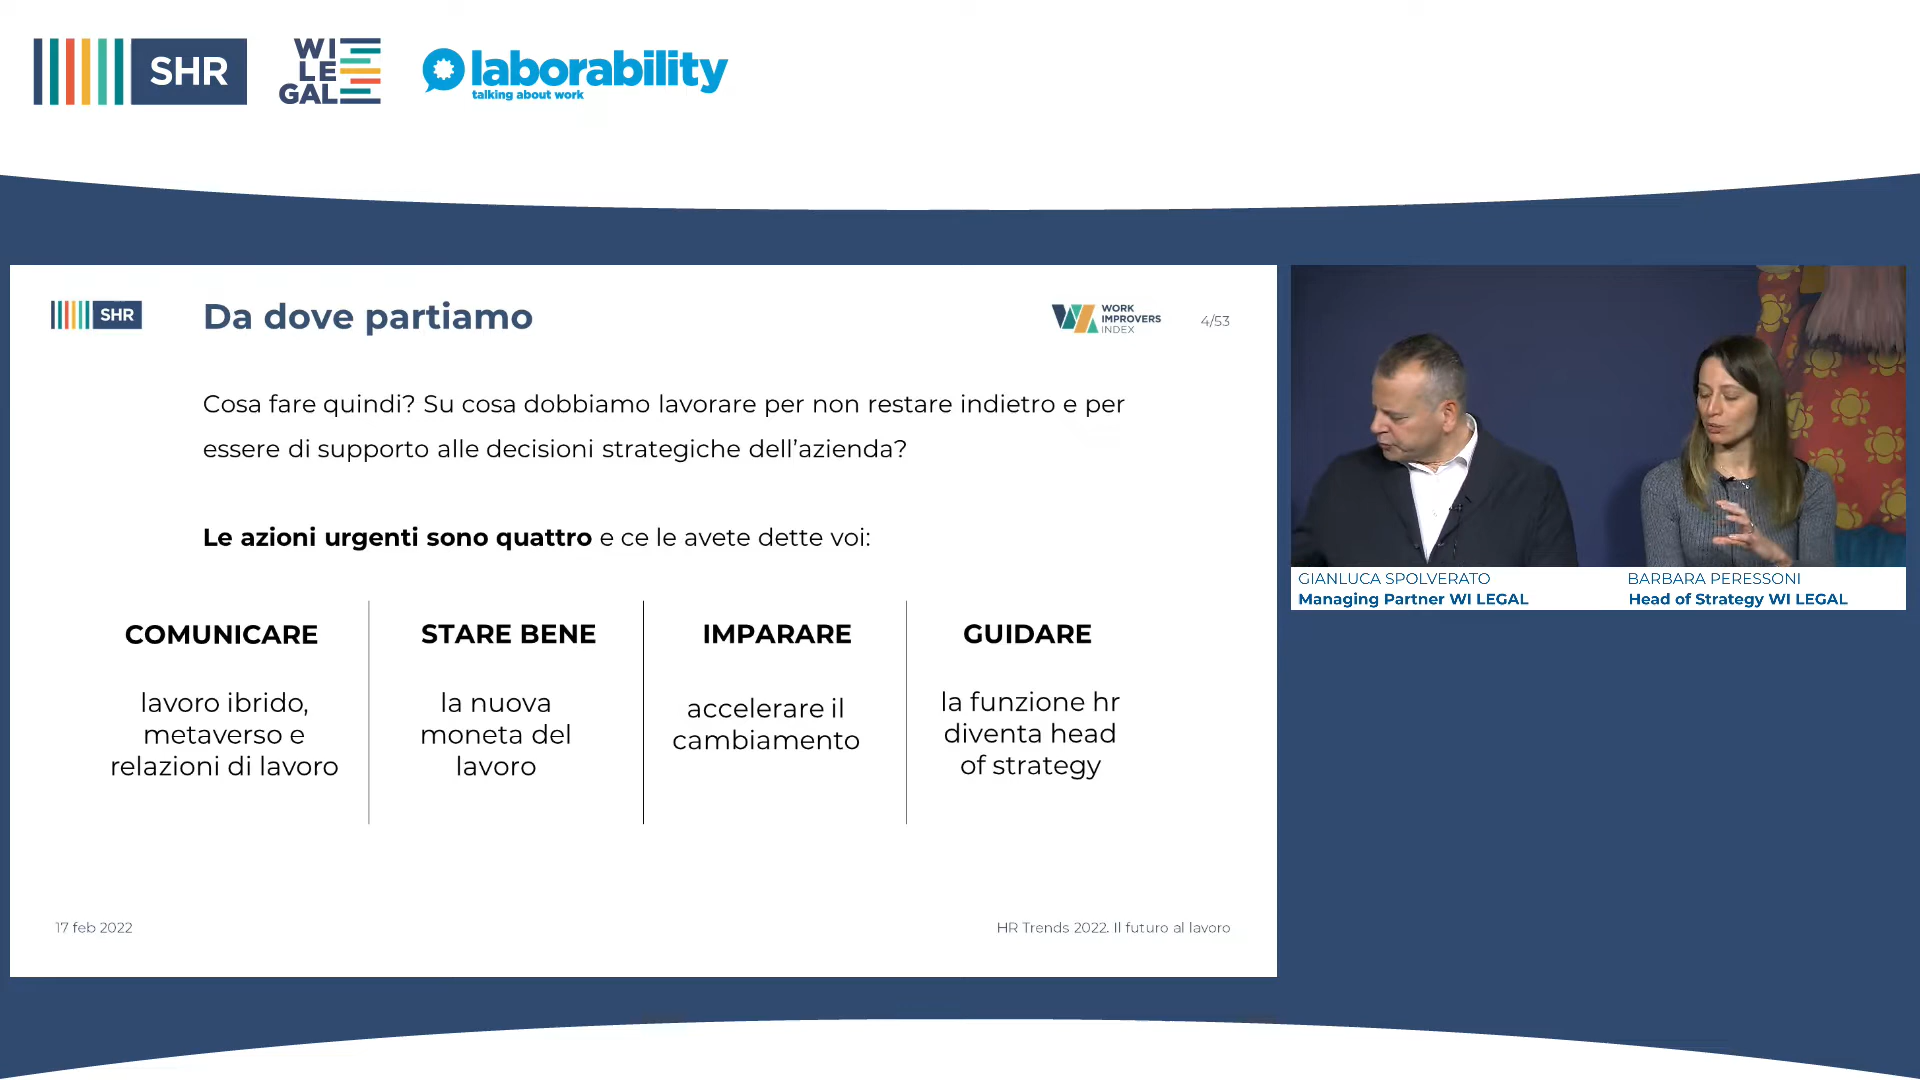 SHR
WI
LE
GAL
laborability
talking about work
SHR
Da dove partiamo
WORK
IMPROVERS
INDEX
4/53
Cosa fare quindi? Su cosa dobbiamo lavorare per non restare indietro e per
essere di supporto alle decisioni strategiche dell’azienda?
Le azioni urgenti sono quattro e ce le avete dette voi:
COMUNICARE
lavoro ibrido,
metaverso e
relazioni di lavoro
STARE BENE
la nuova
moneta del
lavoro
IMPARARE
accelerare il
cambiamento
GUIDARE
la funzione hr
diventa head
of strategy
17 feb 2022
HR Trends 2022. Il futuro al lavoro
GIANLUCA SPOLVERATO
Managing Partner WI LEGAL
BARBARA PERESSONI
Head of Strategy WI LEGAL